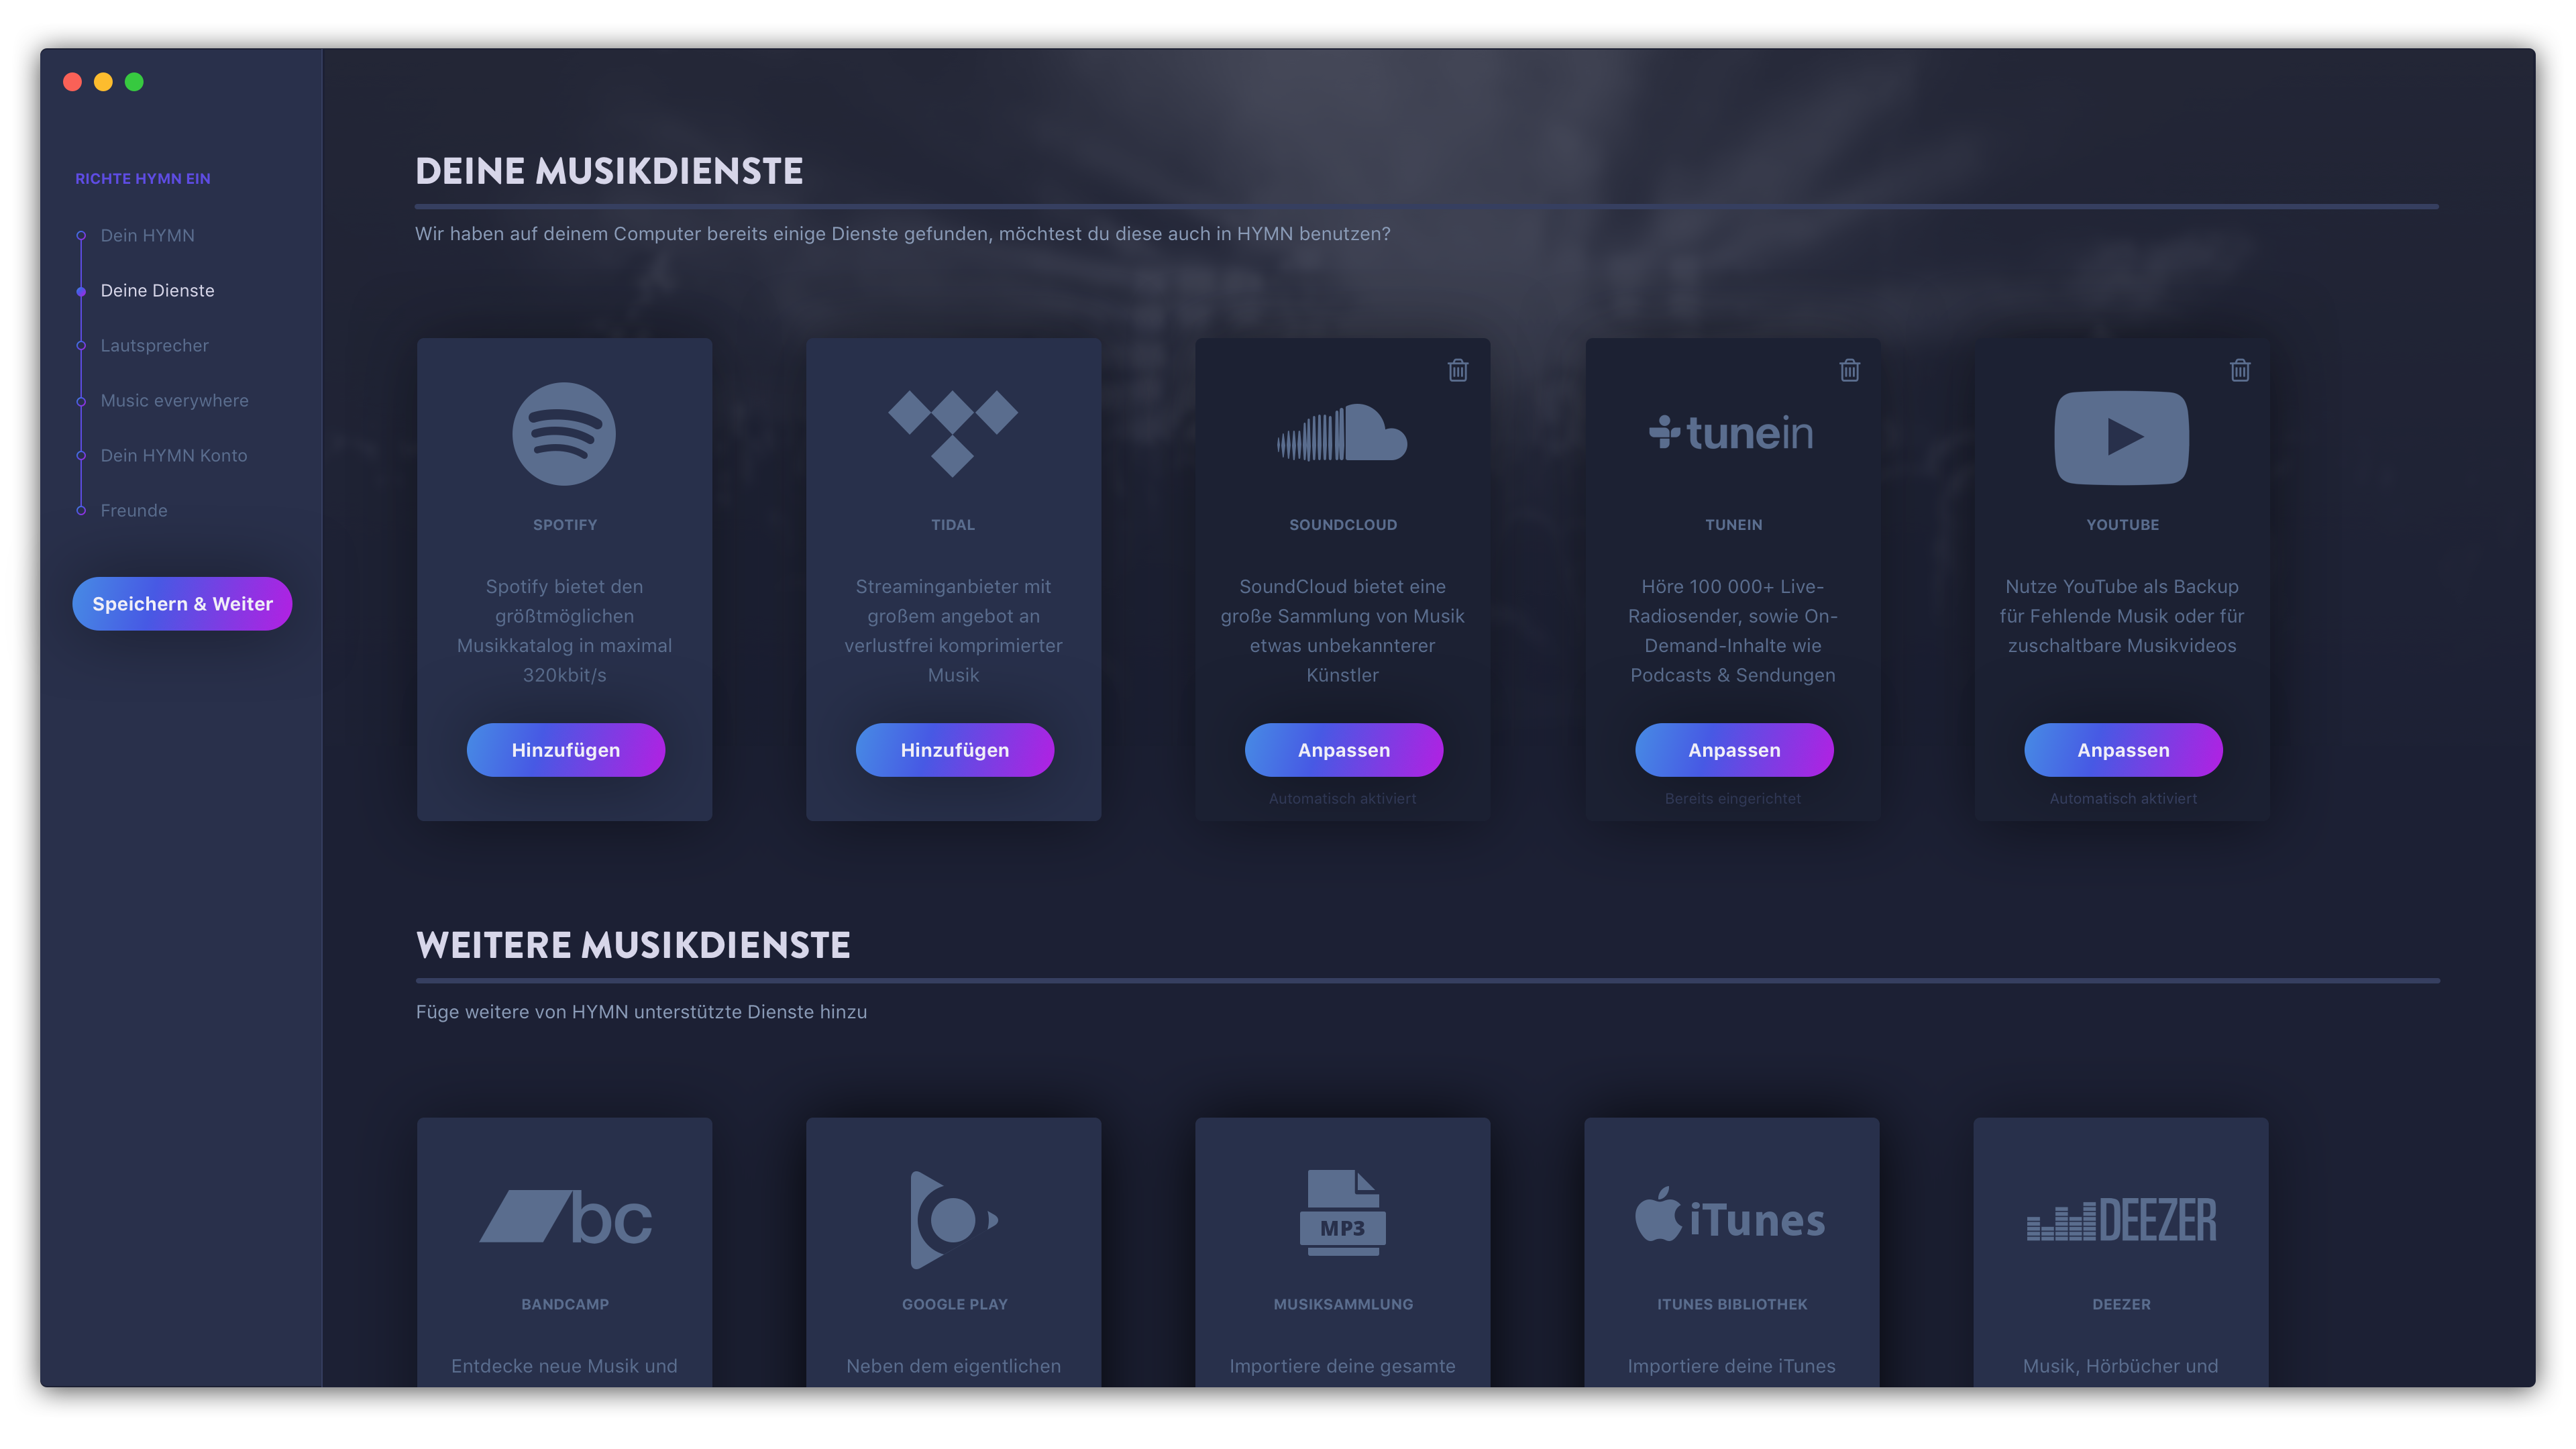 RICHTE HYMN EIN
Dein HYMN
Deine Dienste
Lautsprecher
Music everywhere
Dein HYMN Konto
Freunde
Speichern & Weiter
DEINE MUSIKDIENSTE
Wir haben auf deinem Computer bereits einige Dienste gefunden, möchtest du diese auch in HYMN benutzen?
SPOTIFY
Spotify bietet den
größtmöglichen
Musikkatalog in maximal
320kbit/s
Hinzufügen
TIDAL
Streaminganbieter mit
großem angebot an
verlustfrei komprimierter
Musik
Hinzufügen
SOUNDCLOUD
SoundCloud bietet eine
große Sammlung von Musik
etwas unbekannterer
Künstler
Anpassen
Automatisch aktiviert
tunein
TUNEIN
Höre 100 000+ Live-
Radiosender, sowie On-
Demand-Inhalte wie
Podcasts & Sendungen
Anpassen
Bereits eingerichtet
YOUTUBE
Nutze YouTube als Backup
für Fehlende Musik oder für
zuschaltbare Musikvideos
Anpassen
Automatisch aktiviert
WEITERE MUSIKDIENSTE
Füge weitere von HYMN unterstützte Dienste hinzu
bc
BANDCAMP
Entdecke neue Musik und
GOOGLE PLAY
Neben dem eigentlichen
MP3
MUSIKSAMMLUNG
Importiere deine gesamte
iTunes
ITUNES BIBLIOTHEK
Importiere deine iTunes
DEEZER
DEEZER
Musik, Hörbücher und